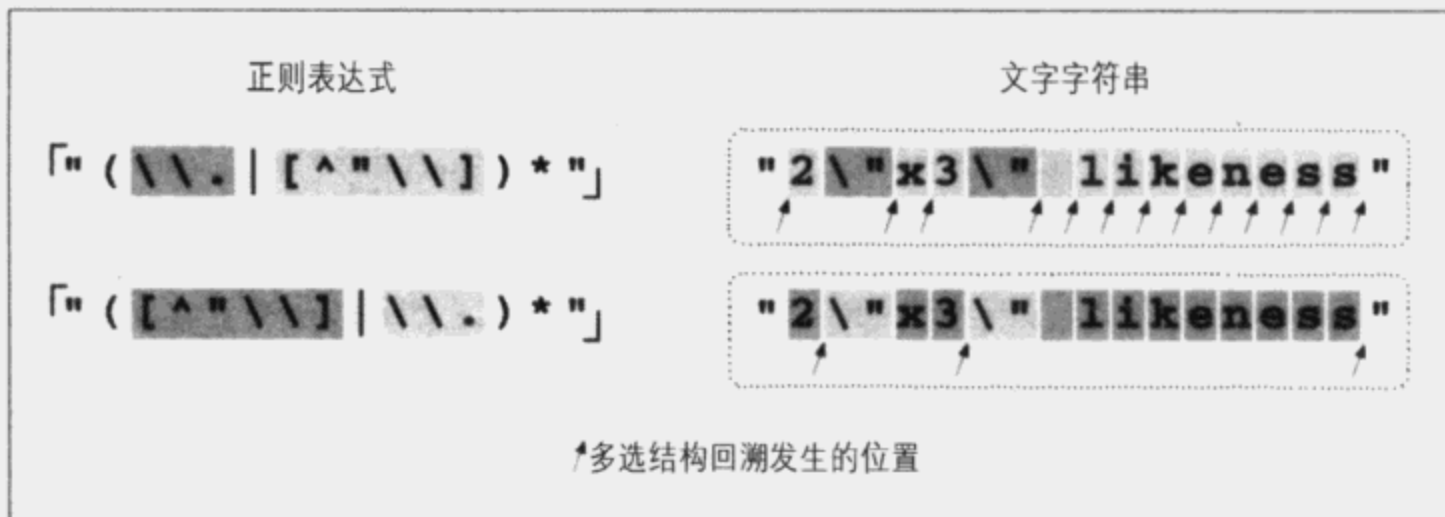 正则表达式 文字字符串
「"(\\.|[^"\\])*"」 "2\"x3\" likeness"
「"([^"\\]|\\.)*"」 "2\"x3\" likeness"
多选结构回溯发生的位置